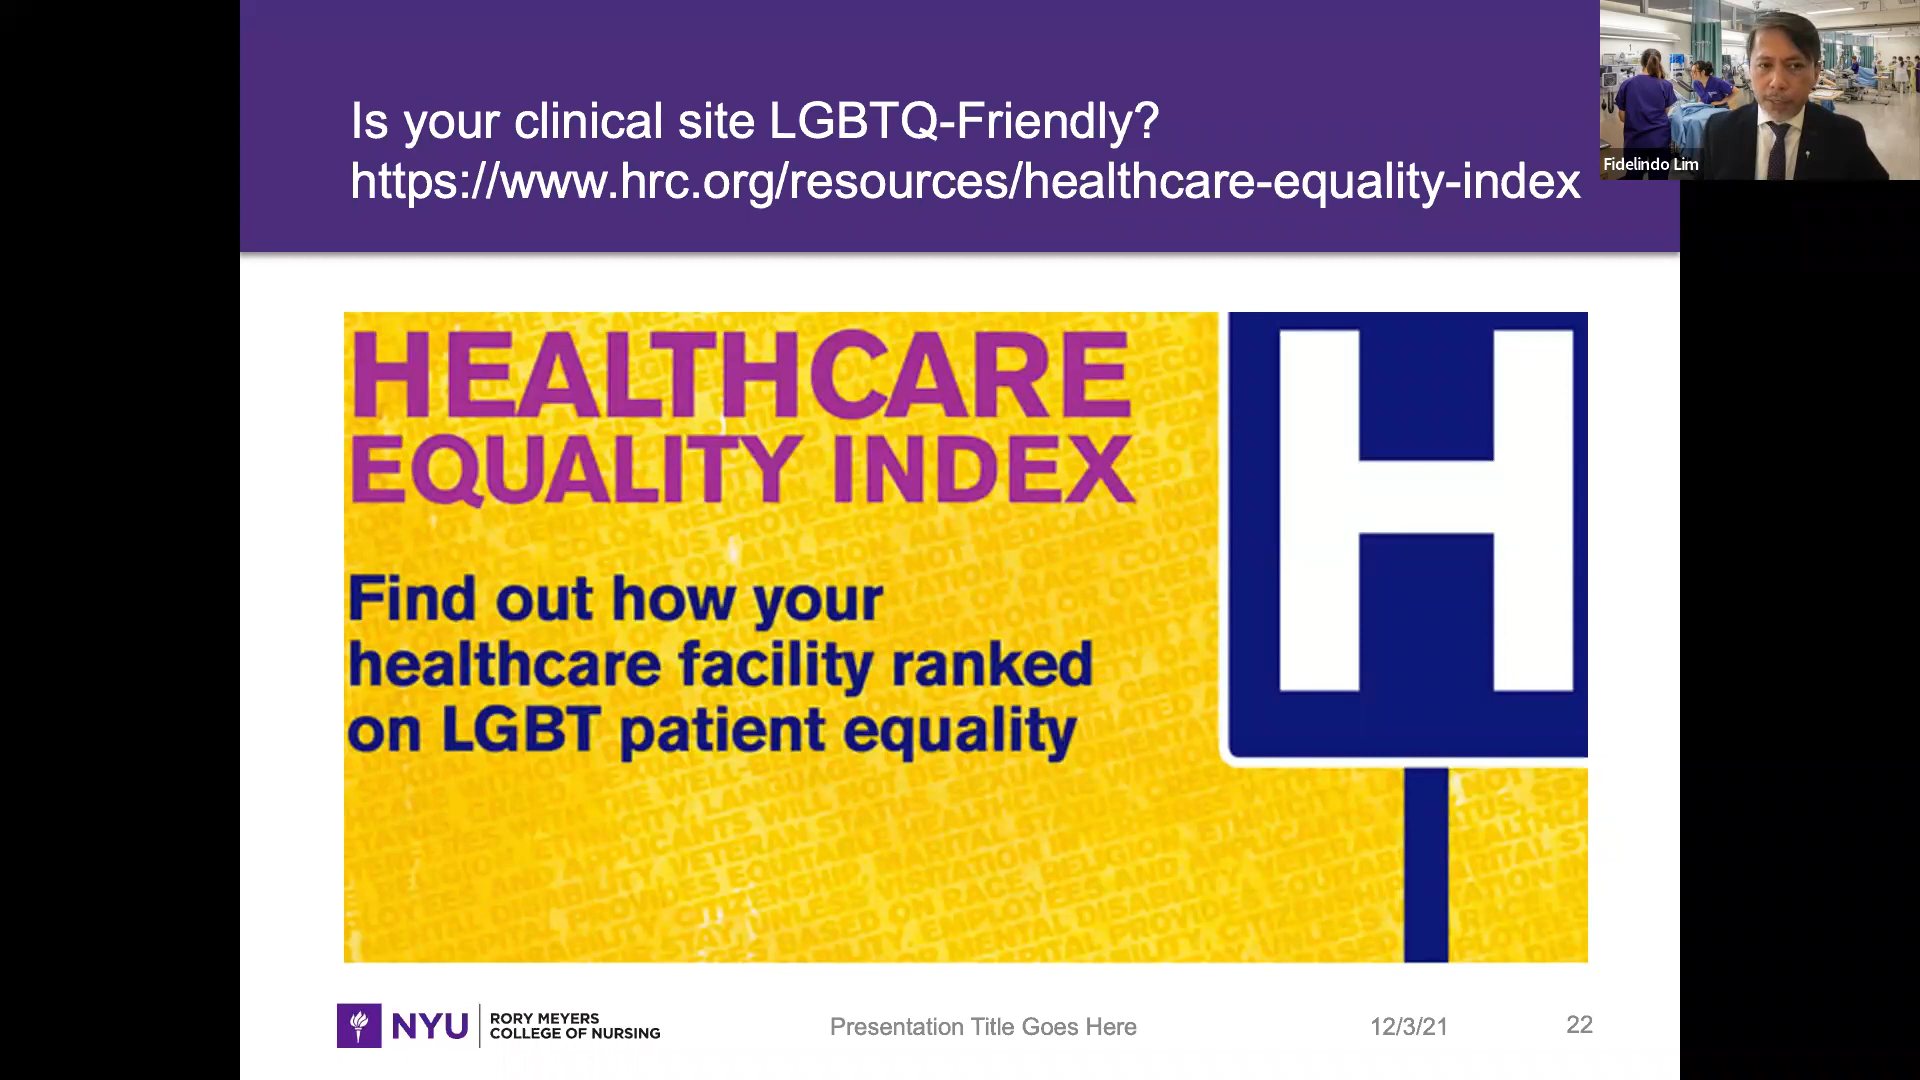 Is your clinical site LGBTQ-Friendly?
https://www.hrc.org/resources/healthcare-equality-index
Fidelindo Lim
HEALTHCARE
EQUALITY INDEX
Find out how your
healthcare facility ranked
on LGBT patient equality
H
NYU
RORY MEYERS
COLLEGE OF NURSING
Presentation Title Goes Here
12/3/21
22